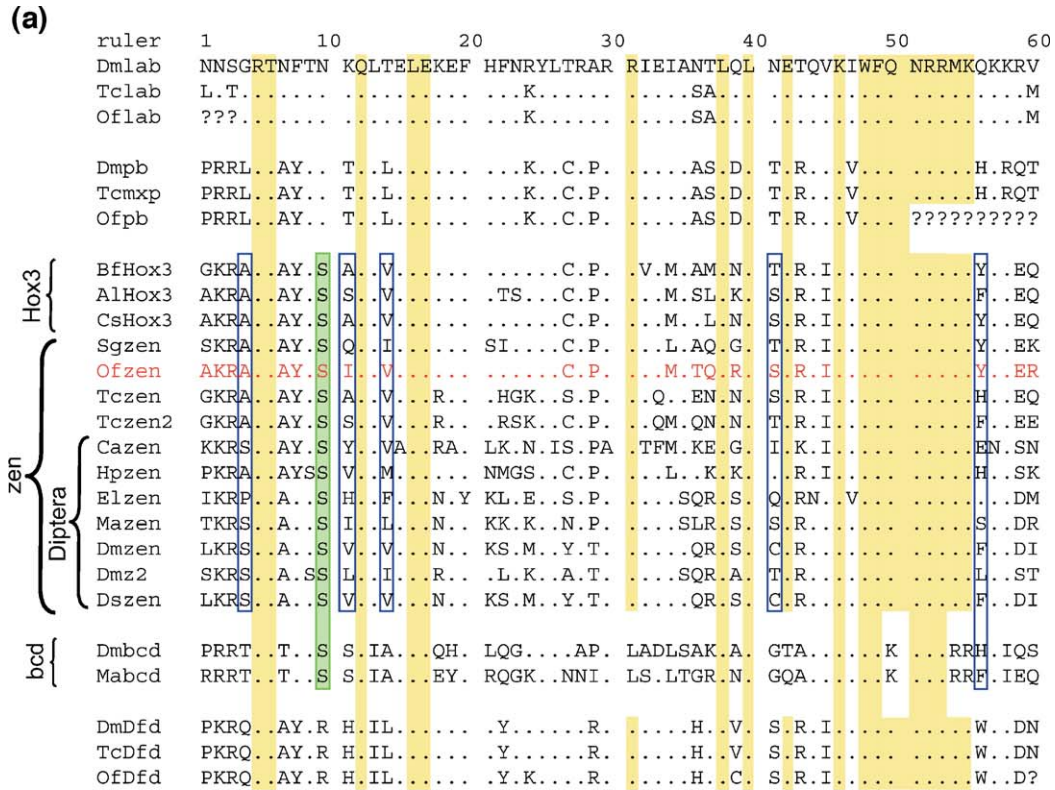 (a)
ruler 1 10 20 30 40 50 60
Dmlab NNSGRTNFTN KQLTELEKEF HFNRYLTRAR RIEIANTLQL NETQVKIWFQ NRRMKQKKRV
Tclab L.T....... .......... ...K...... .....SA... .......... .........M
Oflab ???....... .......... ...K...... .....SA... .......... .........M
Dmpb PRRL..AY.. T..L...... ...K..C.P. .....AS.D. T.R...V... .....H.RQT
Tcmxp PRRL..AY.. T..L...... ...K..C.P. .....AS.D. T.R...V... .....H.RQT
Ofpb PRRL..AY.. T..L...... ...K..C.P. .....AS.D. T.R...V... ??????????
Hox3
BfHox3 GKRA..AY.S A..V...... ......C.P. .V.M.AM.N. T.R.I..... .....Y..EQ
AlHox3 AKRA..AY.S S..V...... .TS...C.P. ...M.SL.K. S.R.I..... .....F..EQ
CsHox3 AKRA..AY.S A..V...... ......C.P. ...M..L.N. S.R.I..... .....Y..EQ
zen
Sgzen SKRA..AY.S Q..I...... SI....C.P. ...L.AQ.G. T.R.I..... .....Y..EK
Ofzen AKRA..AY.S I..V...... ......C.P. ...M.TQ.R. S.R.I..... .....Y..ER
Tczen GKRA..AY.S A..V...R.. .HGK..S.P. ..Q..EN.N. S.R.I..... .....H..EQ
Tczen2 GKRA..AY.S S..V...R.. .RSK..C.P. ..QM.QN.N. T.R.I..... .....F..EE
Diptera
Cazen KKRS..AY.S Y..VA..RA. LK.N.IS.PA .TFM.KE.G. I.K.I..... .....EN.SN
Hpzen PKRA..AYSS V..M...... NMGS..C.P. ...L..K.K. I.R.I..... .....H..SK
Elzen IKRP..A..S H..F...N.Y KL.E..S.P. ....SQR.S. Q.RN..V... ........DM
Mazen TKRS..A..S I..L...N.. KK.K..N.P. ....SLR.S. S.R....... .....S..DR
Dmzen LKRS..A..S V..V...N.. KS.M..Y.T. .....QR.S. C.R....... .....F..DI
Dmz2 SKRS..A.SS L..I...R.. .L.K..A.T. ....SQR.A. T.R....... .....L..ST
Dszen LKRS..A..S V..V...N.. KS.M..Y.T. .....QR.S. C.R....... .....F..DI
bcd
Dmbcd PRRT..T..S S.IA...QH. LQG....AP. LADLSAK.A. GTA......K ...RRH.IQS
Mabcd RRRT..T..S S.IA...EY. RQGK..NNI. LS.LTGR.N. GQA......K ...RRF.IEQ
DmDfd PKRQ..AY.R H.IL...... .Y......R. .....H..V. S.R.I..... .....W..DN
TcDfd PKRQ..AY.R H.IL...... .Y......R. .....H..V. S.R.I..... .....W..DN
OfDfd PKRQ..AY.R H.IL...... .Y.K....R. .....H..C. S.R.I..... .....W..D?